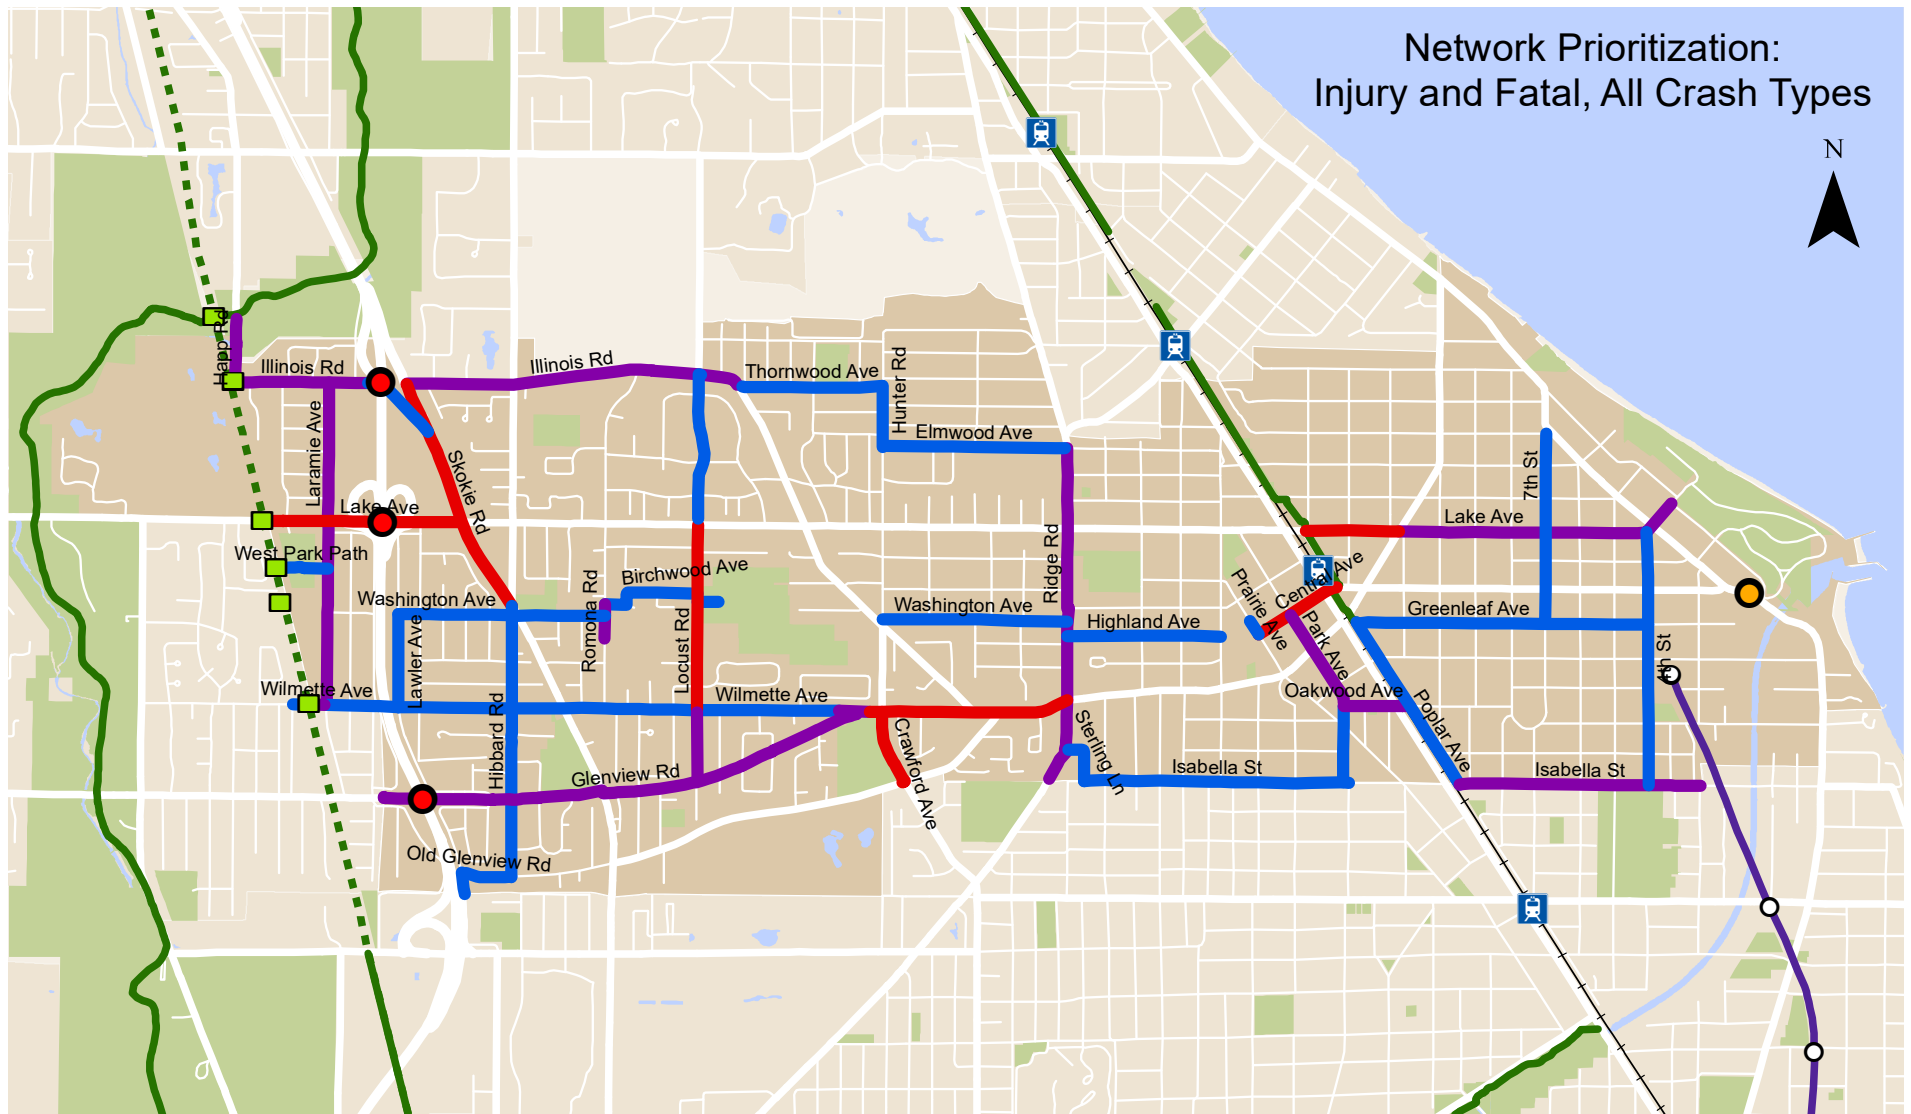 Network Prioritization:
Injury and Fatal, All Crash Types
N
Happ Rd
Illinois Rd
Illinois Rd
Thornwood Ave
Hunter Rd
Elmwood Ave
Laramie Ave
Skokie Rd
Lake Ave
Lake Ave
7th St
West Park Path
Washington Ave
Lawler Ave
Romona Rd
Birchwood Ave
Locust Rd
Washington Ave
Ridge Rd
Highland Ave
Prairie Ave
Central Ave
Park Ave
Greenleaf Ave
4th St
Wilmette Ave
Wilmette Ave
Oakwood Ave
Poplar Ave
Hibbard Rd
Glenview Rd
Crawford Ave
Sterling Ln
Isabella St
Isabella St
Old Glenview Rd